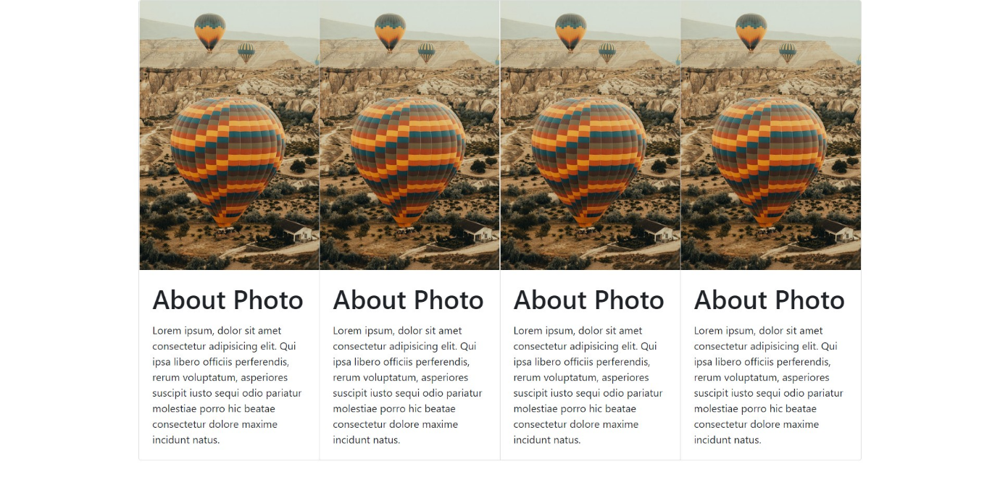 About Photo
Lorem ipsum, dolor sit amet
consectetur adipisicing elit. Qui
ipsa libero officiis perferendis,
rerum voluptatum, asperiores
suscipit iusto sequi odio pariatur
molestiae porro hic beatae
consectetur dolore maxime
incidunt natus.
About Photo
Lorem ipsum, dolor sit amet
consectetur adipisicing elit. Qui
ipsa libero officiis perferendis,
rerum voluptatum, asperiores
suscipit iusto sequi odio pariatur
molestiae porro hic beatae
consectetur dolore maxime
incidunt natus.
About Photo
Lorem ipsum, dolor sit amet
consectetur adipisicing elit. Qui
ipsa libero officiis perferendis,
rerum voluptatum, asperiores
suscipit iusto sequi odio pariatur
molestiae porro hic beatae
consectetur dolore maxime
incidunt natus.
About Photo
Lorem ipsum, dolor sit amet
consectetur adipisicing elit. Qui
ipsa libero officiis perferendis,
rerum voluptatum, asperiores
suscipit iusto sequi odio pariatur
molestiae porro hic beatae
consectetur dolore maxime
incidunt natus.